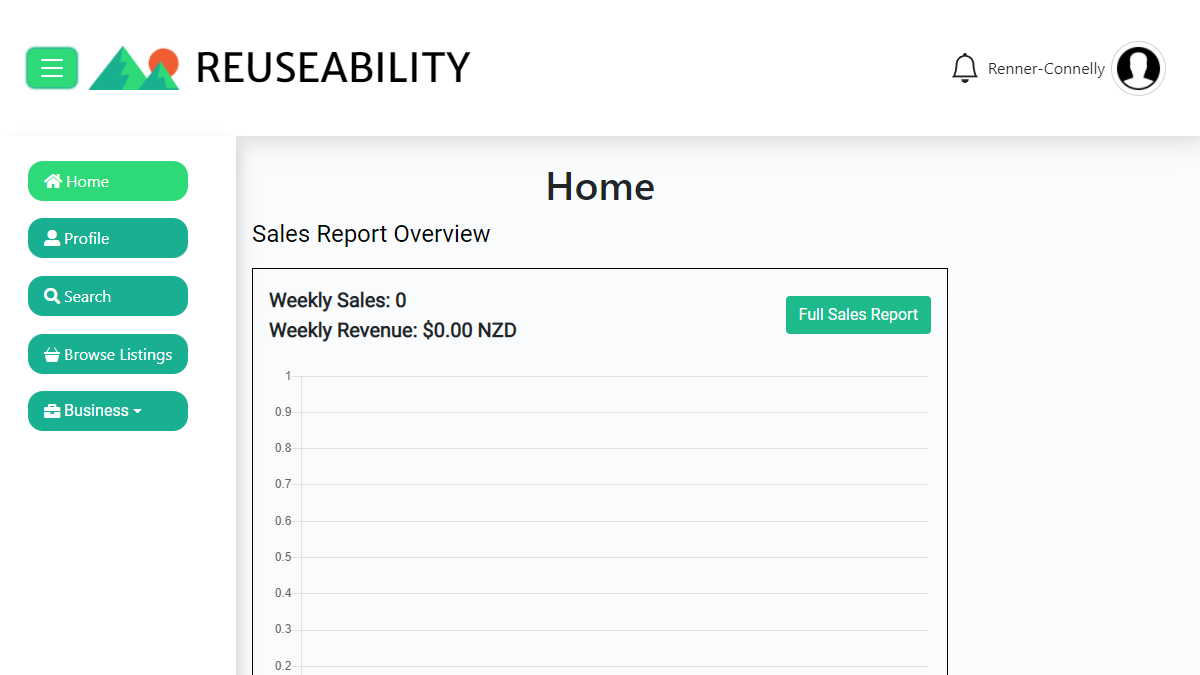 REUSEABILITY
Renner-Connelly
Home
Profile
Search
Browse Listings
Business
Home
Sales Report Overview
Weekly Sales: 0
Weekly Revenue: $0.00 NZD
Full Sales Report
1
0.9
0.8
0.7
0.6
0.5
0.4
0.3
0.2